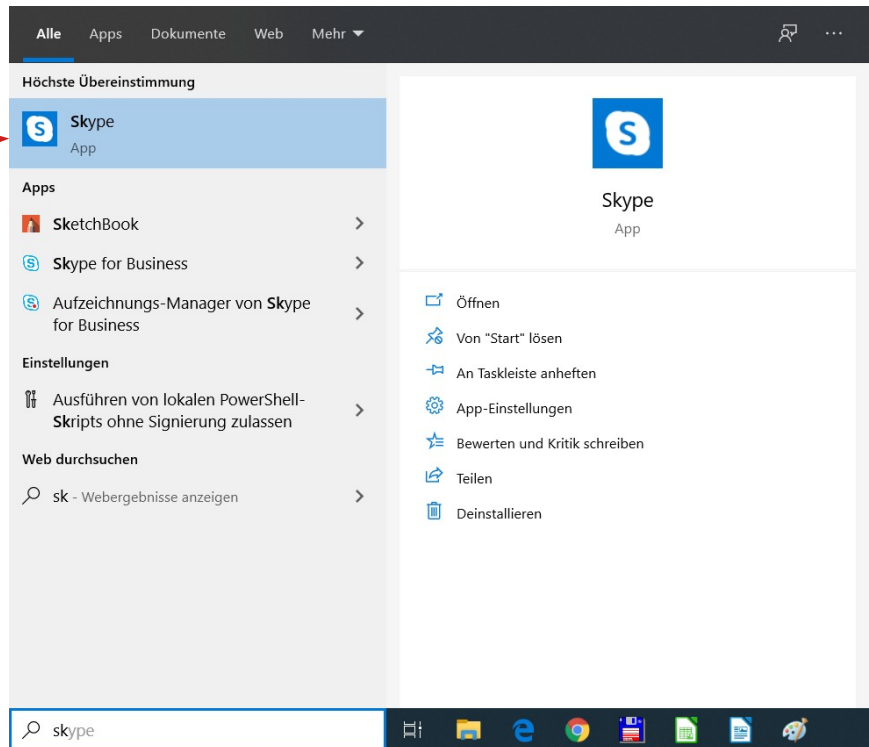 Alle Apps Dokumente Web Mehr
Höchste Übereinstimmung
Skype
App
Apps
SketchBook
Skype for Business
Aufzeichnungs-Manager von Skype
for Business
Einstellungen
Ausführen von lokalen PowerShell-
Skripts ohne Signierung zulassen
Web durchsuchen
sk - Webergebnisse anzeigen
Skype
App
Öffnen
Von "Start" lösen
An Taskleiste anheften
App-Einstellungen
Bewerten und Kritik schreiben
Teilen
Deinstallieren
skype